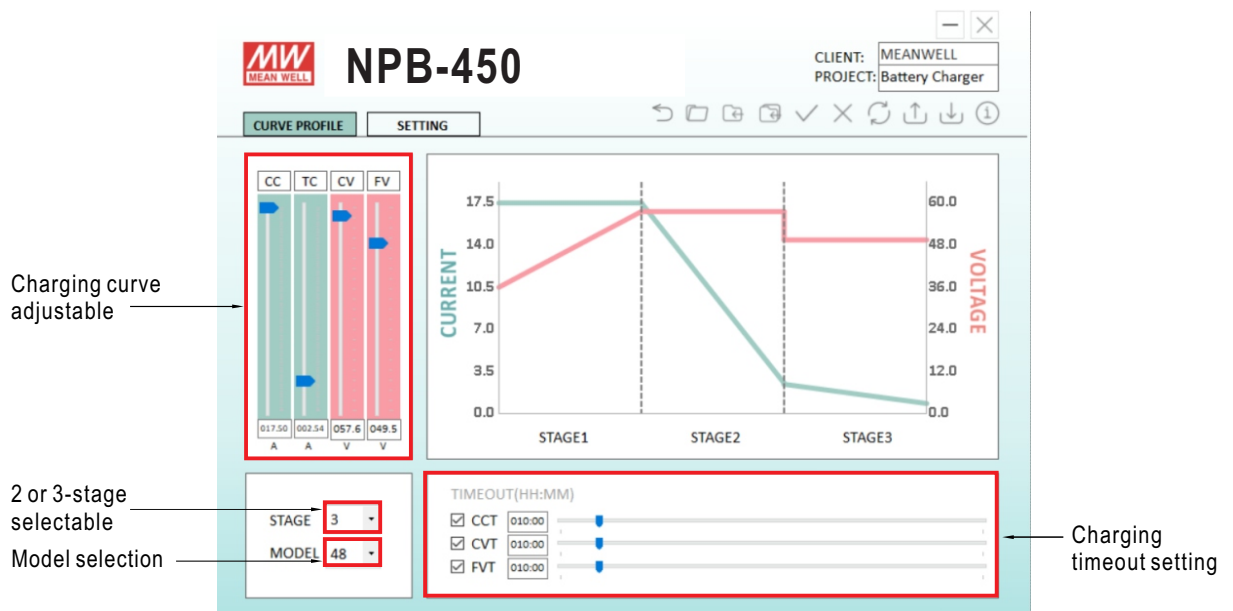 MW
MEAN WELL
NPB-450
CLIENT: MEANWELL
PROJECT: Battery Charger
CURVE PROFILE
SETTING
CC TC CV FV
017.50 002.54 057.6 049.5
A A V V
Charging curve
adjustable
CURRENT
17.5
14.0
10.5
7.0
3.5
0.0
60.0
48.0
36.0
24.0
12.0
0.0
VOLTAGE
STAGE1 STAGE2 STAGE3
2 or 3-stage
selectable
Model selection
STAGE 3
MODEL 48
TIMEOUT(HH:MM)
CCT 010:00
CVT 010:00
FVT 010:00
Charging
timeout setting